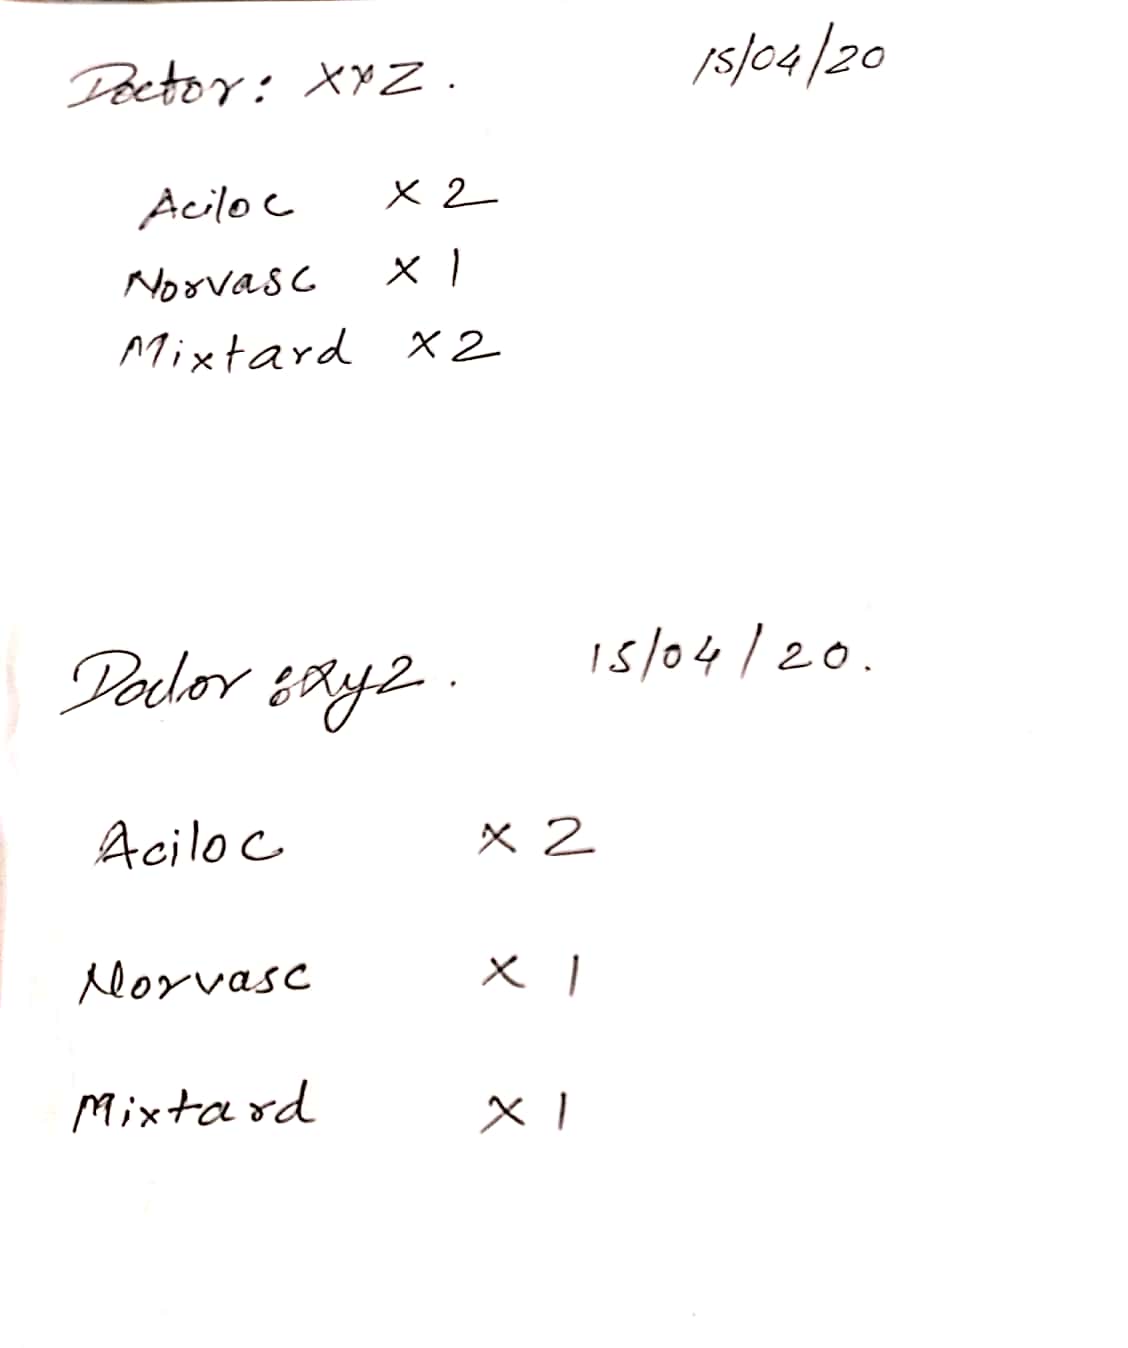 Doctor: XYZ. 15/04/20
Aciloc x 2
Norvasc x 1
Mixtard x 2
Doctor: xyz. 15/04/20.
Aciloc x 2
Norvasc x 1
Mixtard x 1